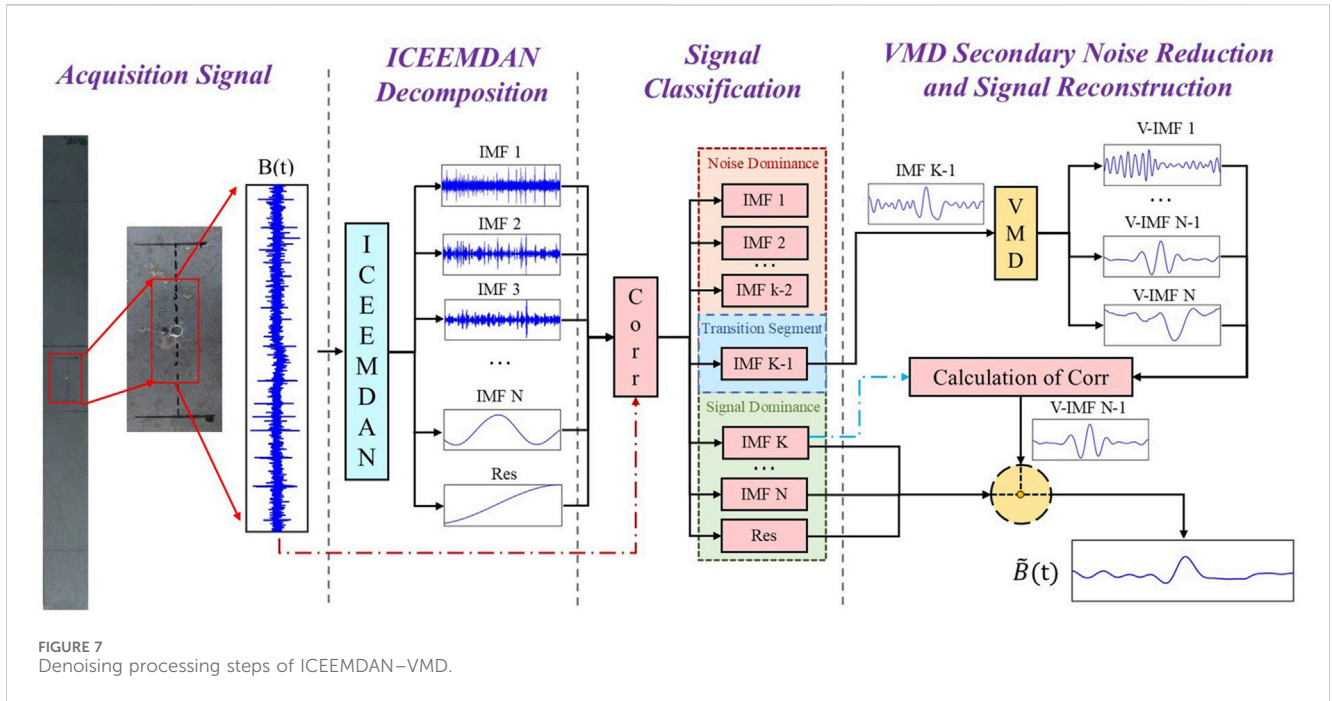 Acquisition Signal
ICEEMDAN
Decomposition
Signal
Classification
VMD Secondary Noise Reduction
and Signal Reconstruction
B(t)
ICEEMDAN
IMF 1
IMF 2
IMF 3
...
IMF N
Res
Corr
Noise Dominance
IMF 1
IMF 2
...
IMF k-2
Transition Segment
IMF K-1
Signal Dominance
IMF K
...
IMF N
Res
IMF K-1
VMD
V-IMF 1
...
V-IMF N-1
V-IMF N
Calculation of Corr
V-IMF N-1
B̃(t)
FIGURE 7
Denoising processing steps of ICEEMDAN–VMD.